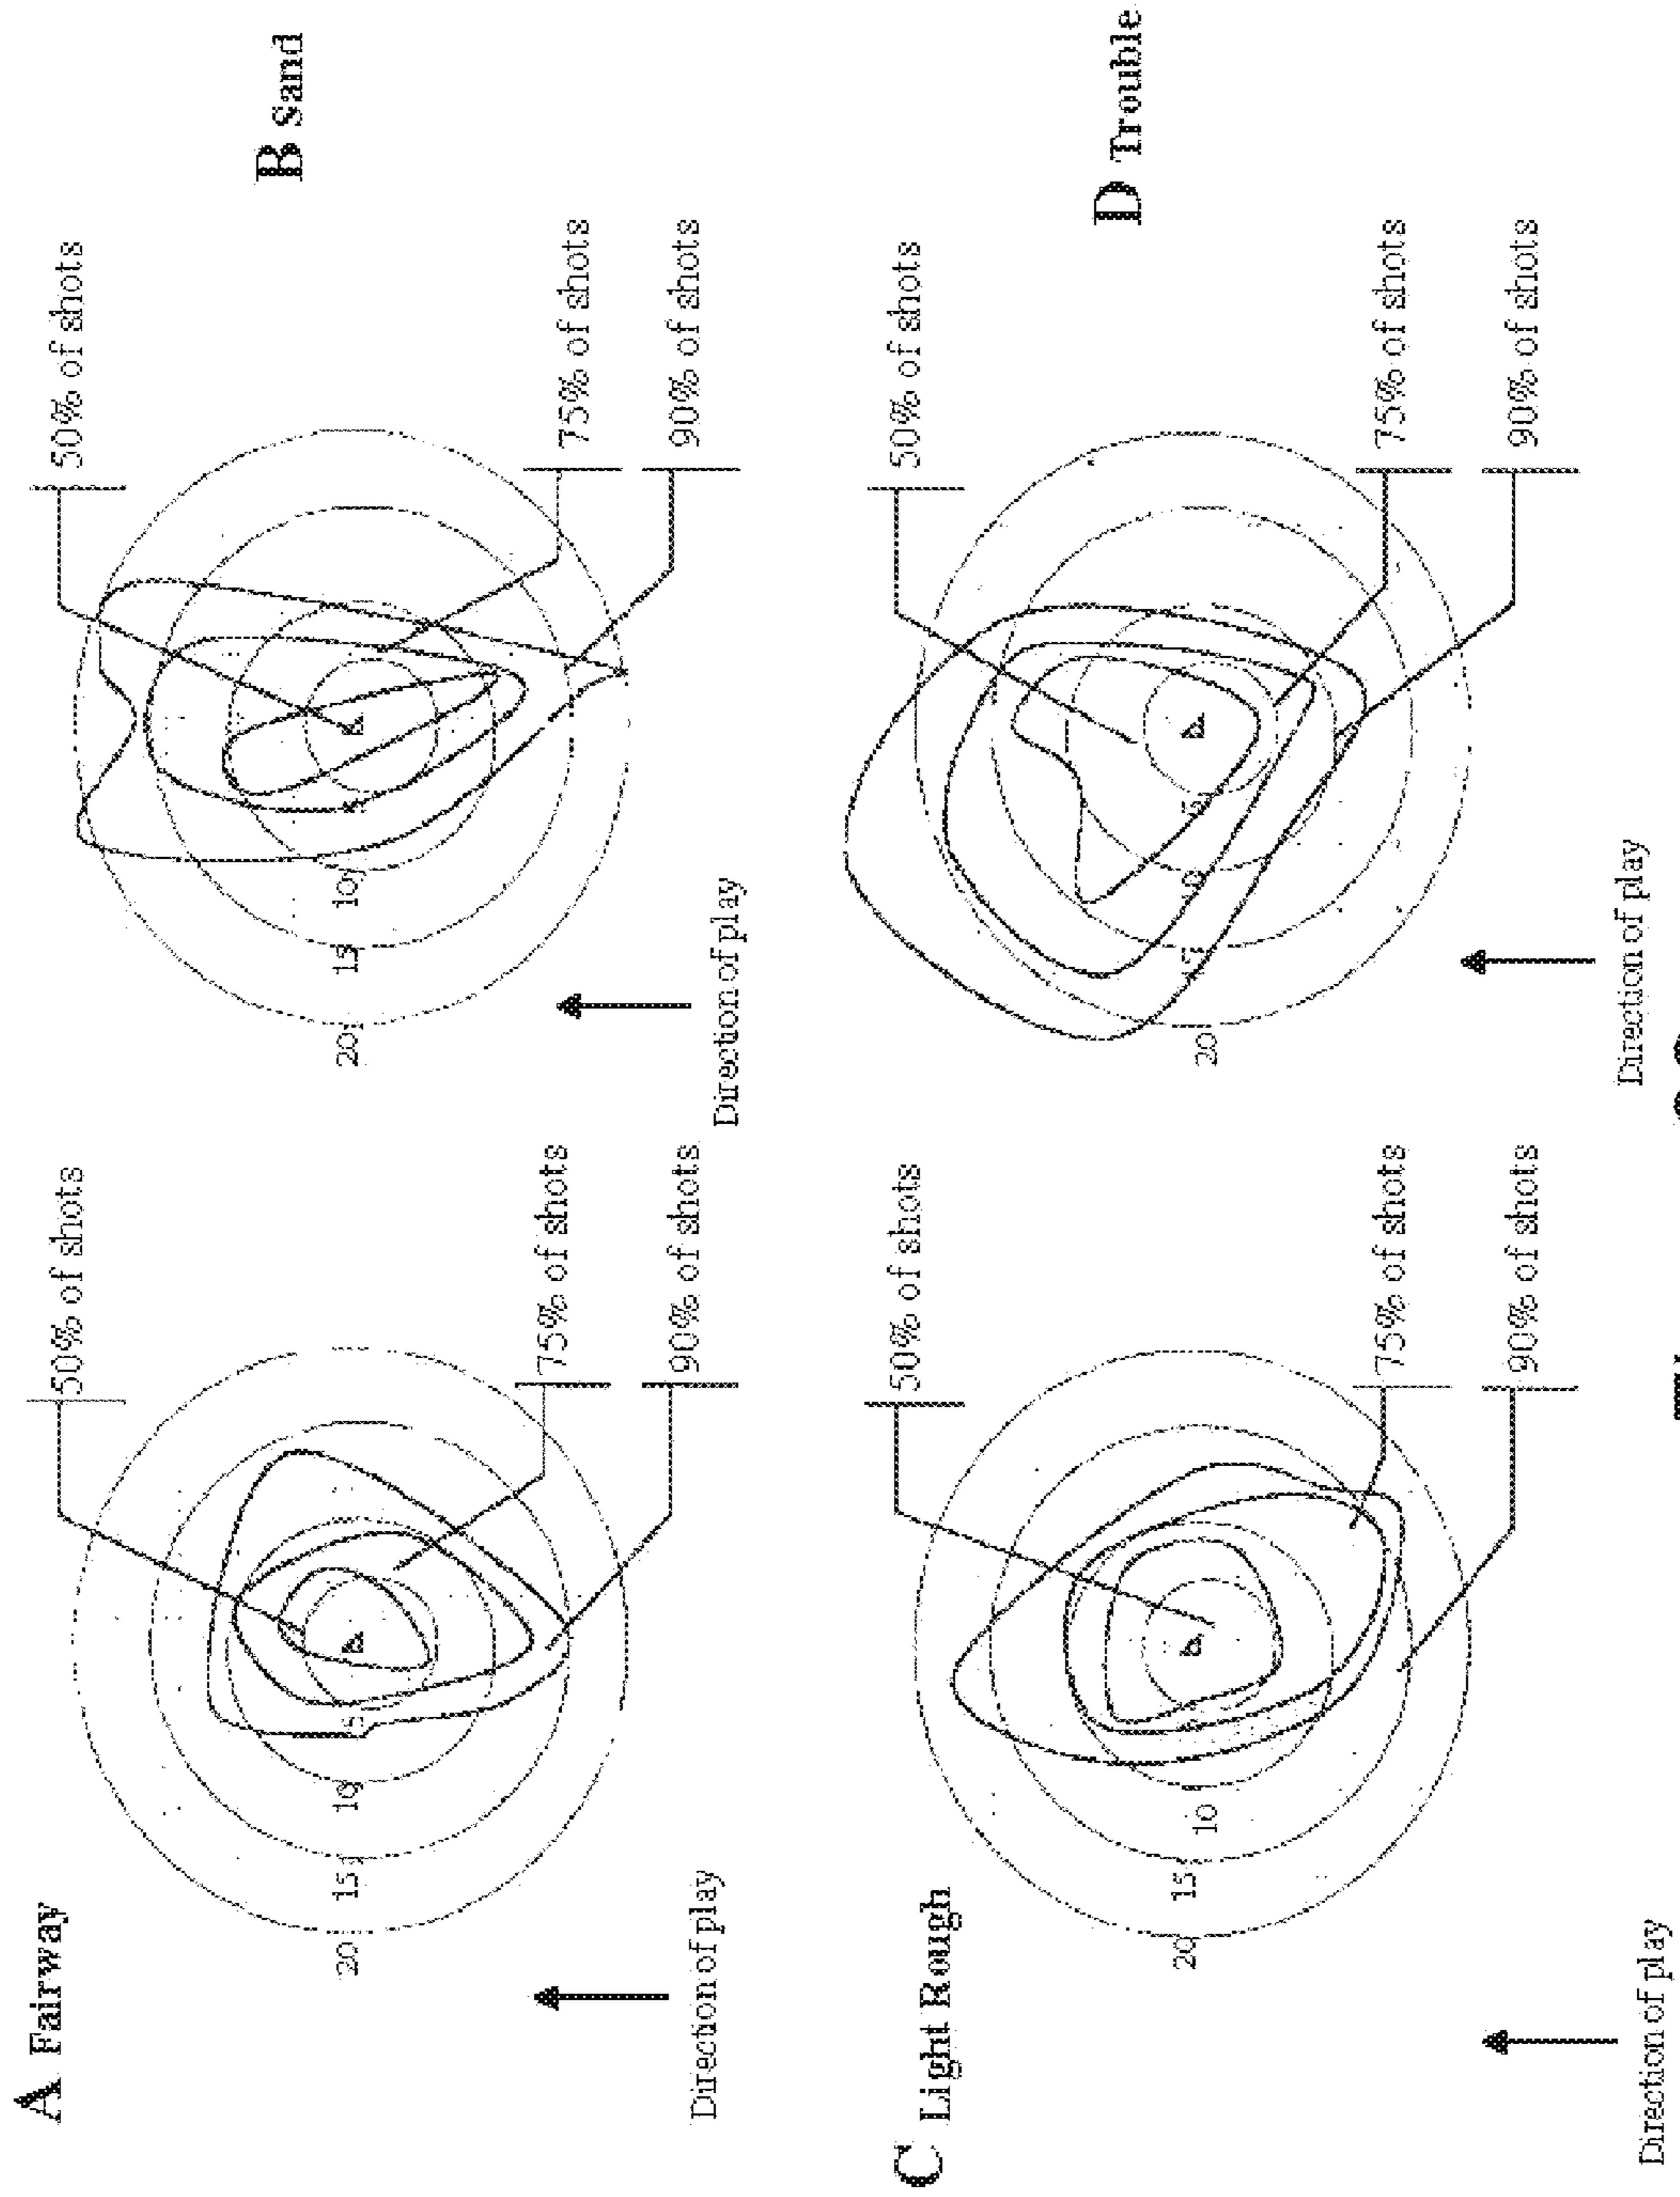 A Fairway
50% of shots
20
15
10
5
75% of shots
90% of shots
Direction of play
B Sand
50% of shots
20
15
10
75% of shots
90% of shots
Direction of play
C Light Rough
50% of shots
20
15
10
75% of shots
90% of shots
Direction of play
D Trouble
50% of shots
20
5
75% of shots
90% of shots
Direction of play